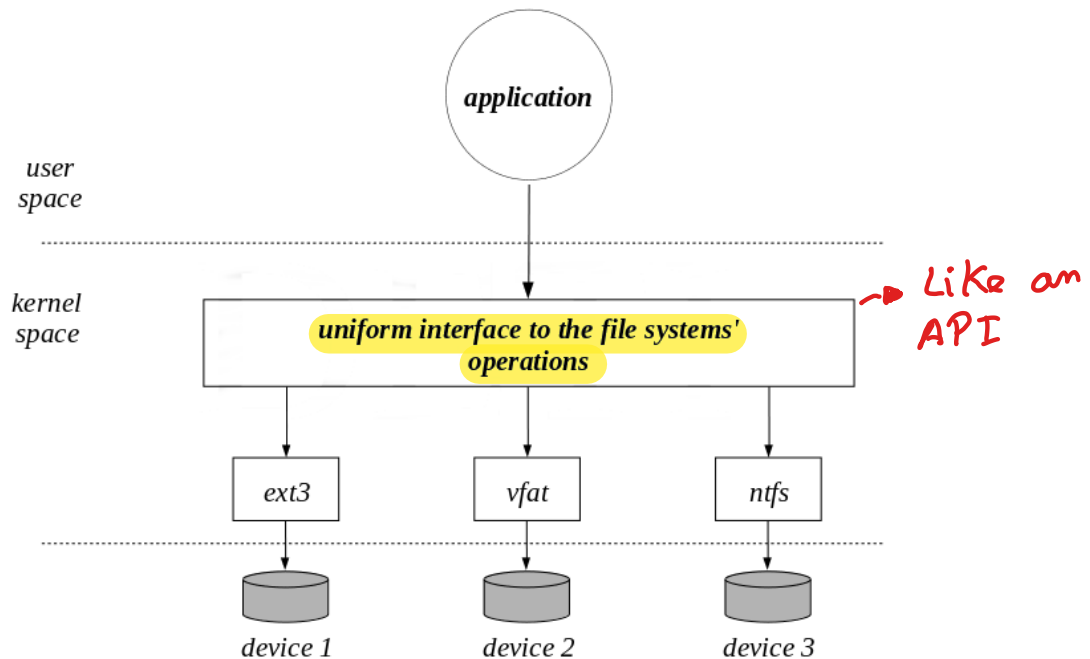 application
user
space
kernel
space
uniform interface to the file systems'
operations
Like an
API
ext3
vfat
ntfs
device 1
device 2
device 3